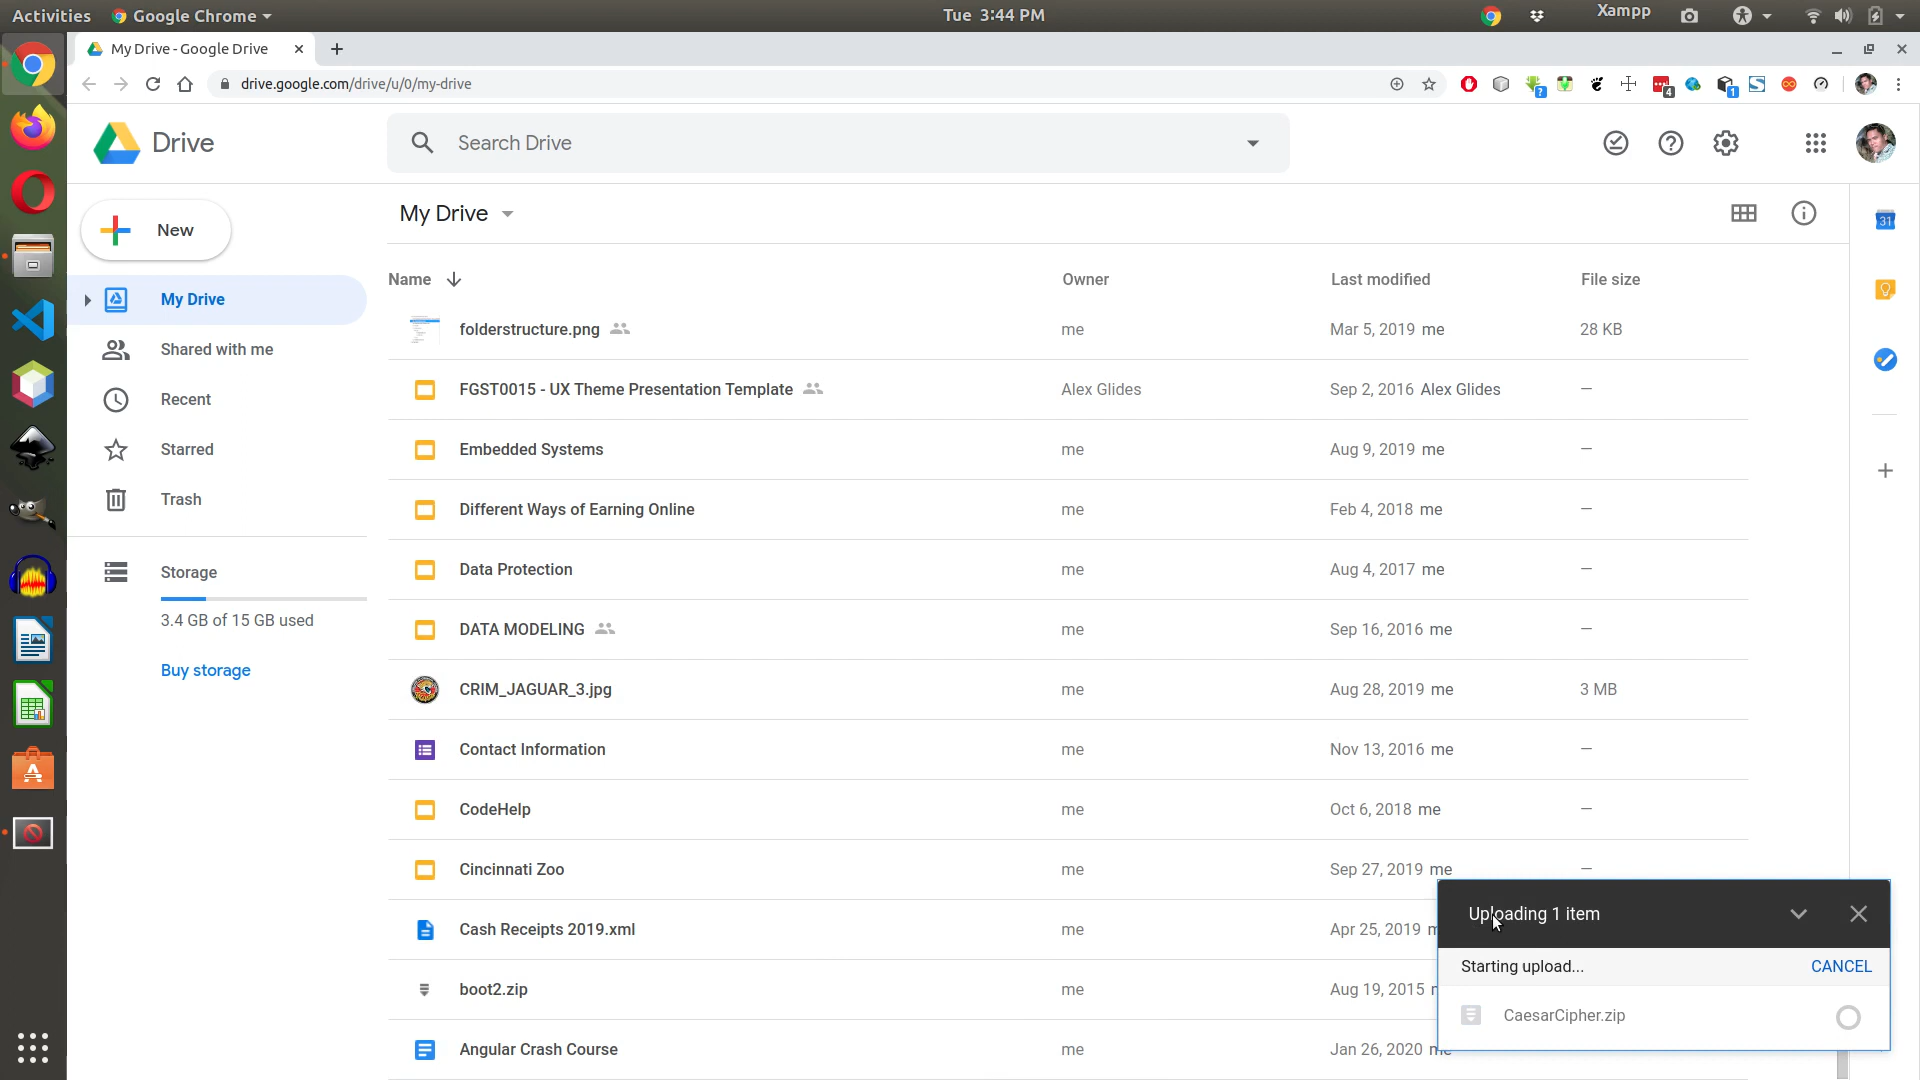 Activities Google Chrome Tue 3:44 PM Xampp
My Drive - Google Drive
drive.google.com/drive/u/0/my-drive
? 4 1
Drive Search Drive
New
My Drive
Shared with me
Recent
Starred
Trash
Storage
3.4 GB of 15 GB used
Buy storage
My Drive
31
Name Owner Last modified File size
folderstructure.png me Mar 5, 2019 me 28 KB
FGST0015 - UX Theme Presentation Template Alex Glides Sep 2, 2016 Alex Glides —
Embedded Systems me Aug 9, 2019 me —
Different Ways of Earning Online me Feb 4, 2018 me —
Data Protection me Aug 4, 2017 me —
DATA MODELING me Sep 16, 2016 me —
CRIM_JAGUAR_3.jpg me Aug 28, 2019 me 3 MB
Contact Information me Nov 13, 2016 me —
CodeHelp me Oct 6, 2018 me —
Cincinnati Zoo me Sep 27, 2019 me —
Cash Receipts 2019.xml me Apr 25, 2019
boot2.zip me Aug 19, 2015
Angular Crash Course me Jan 26, 2020 me
Uploading 1 item
Starting upload... CANCEL
CaesarCipher.zip